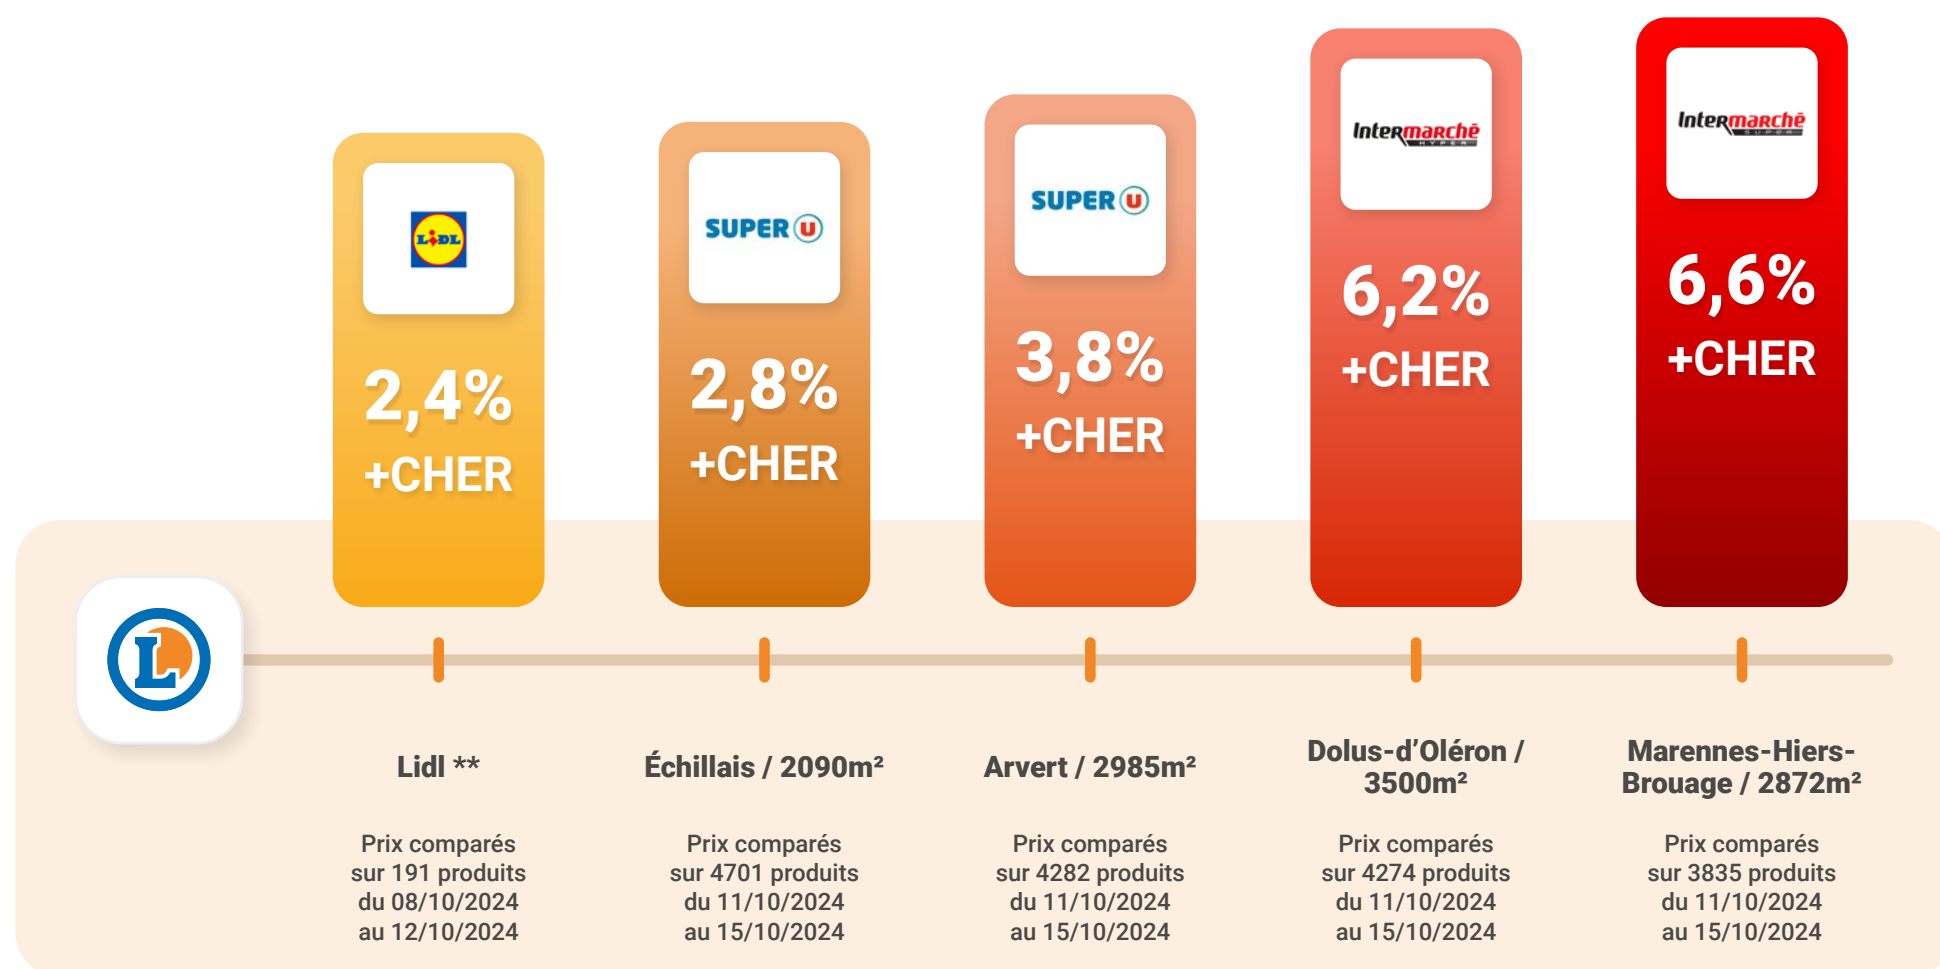 LIDL
2,4%
+CHER
SUPER U
2,8%
+CHER
SUPER U
3,8%
+CHER
Intermarchē
HYPER
6,2%
+CHER
Intermarchē
SUPER
6,6%
+CHER
L
Lidl **
Prix comparés
sur 191 produits
du 08/10/2024
au 12/10/2024
Échillais / 2090m²
Prix comparés
sur 4701 produits
du 11/10/2024
au 15/10/2024
Arvert / 2985m²
Prix comparés
sur 4282 produits
du 11/10/2024
au 15/10/2024
Dolus-d’Oléron /
3500m²
Prix comparés
sur 4274 produits
du 11/10/2024
au 15/10/2024
Marennes-Hiers-
Brouage / 2872m²
Prix comparés
sur 3835 produits
du 11/10/2024
au 15/10/2024